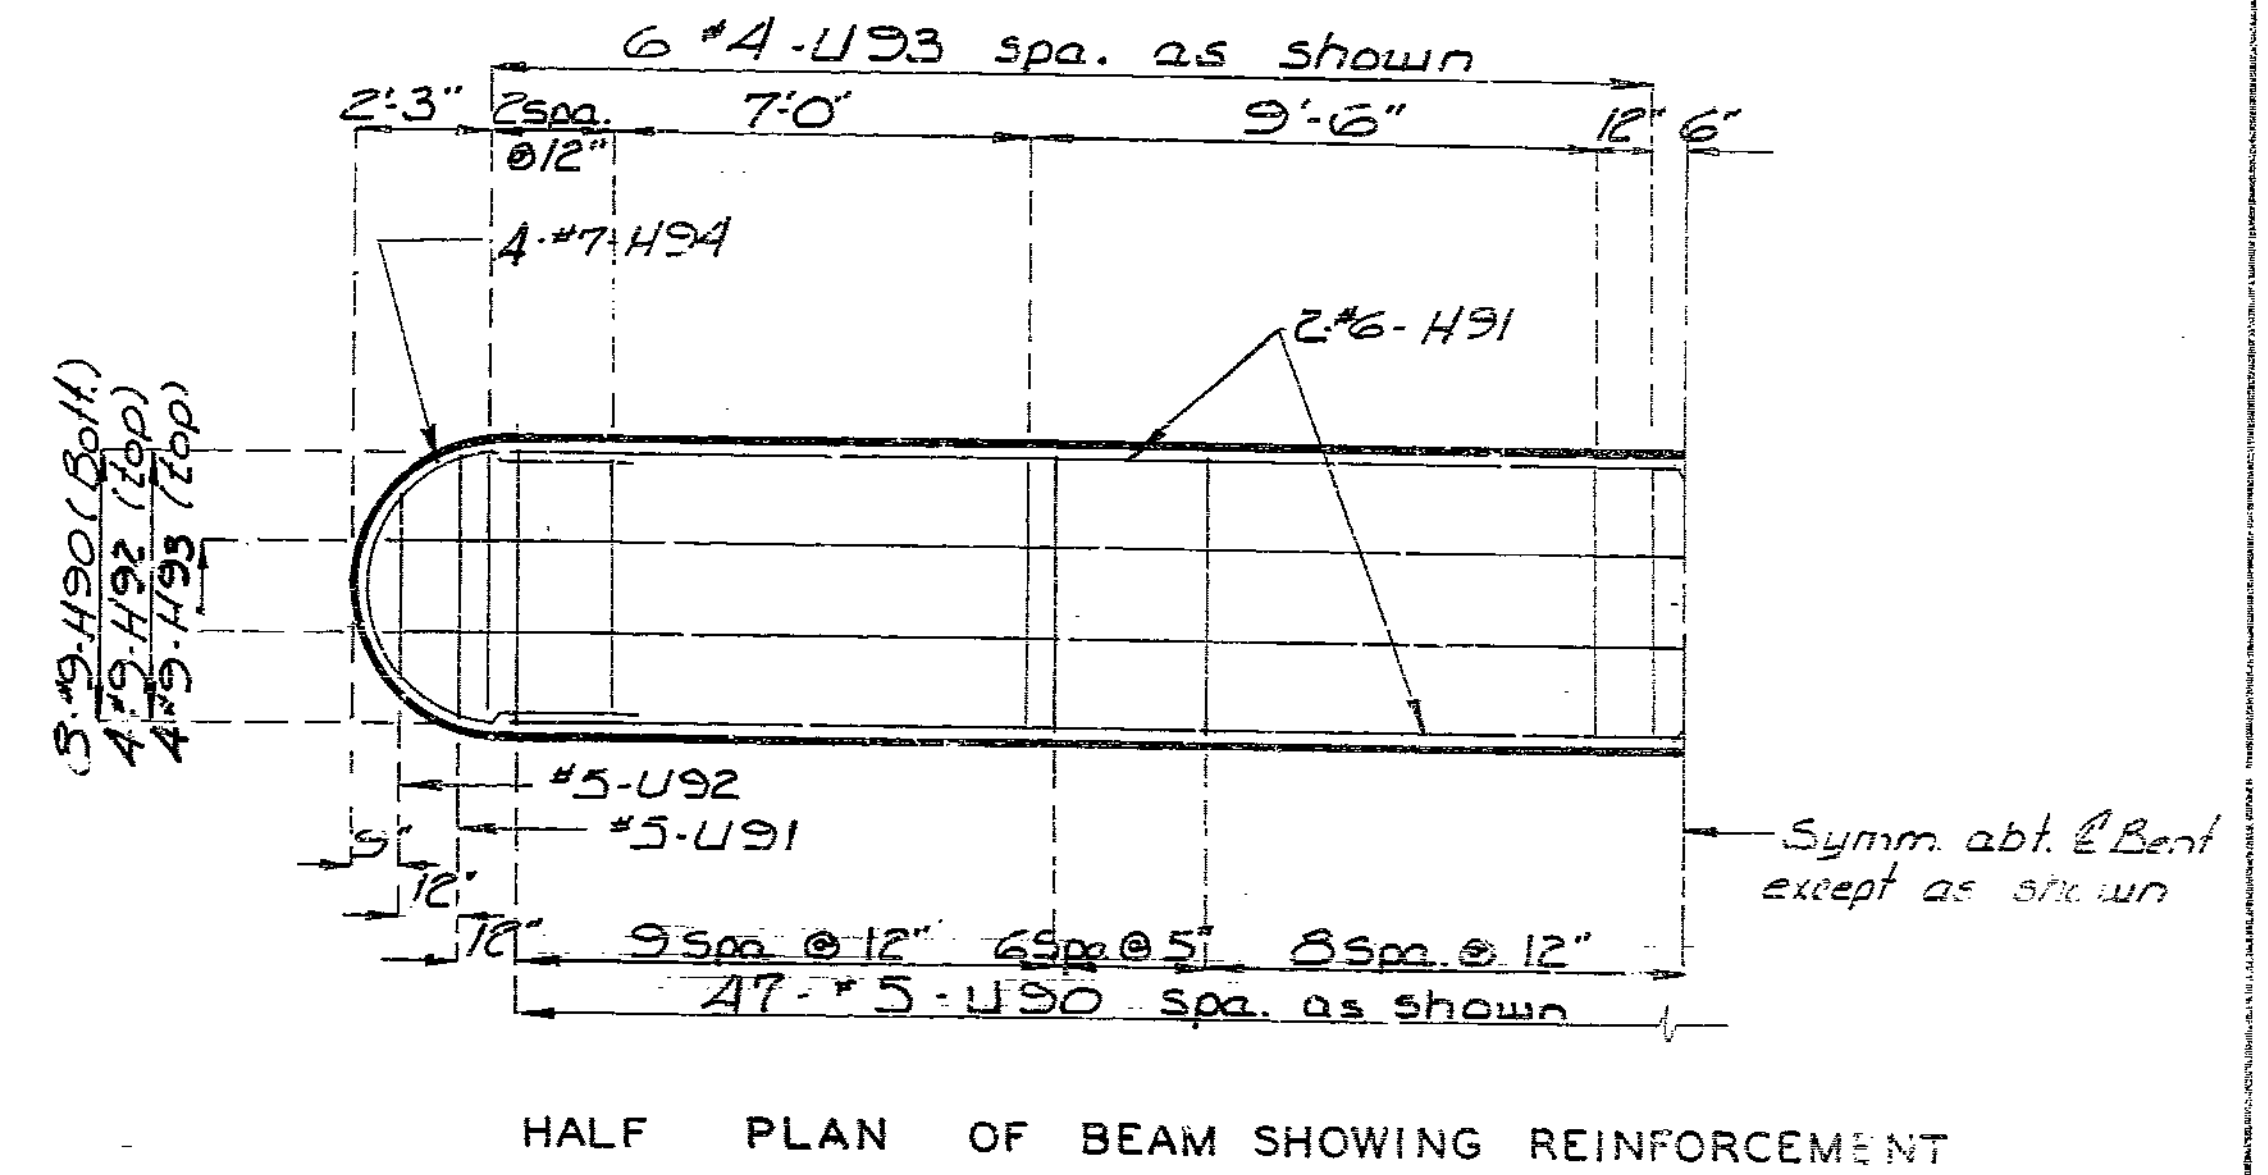 6 #4-U93 spa. as shown
2'-3" 2spa. @12" 7'-0" 9'-6" 12" 6"
4-#7-H94
2-#6-H91
8-#9-H90 (Bott.)
4-#9-H92 (top)
4-#9-H93 (top)
#5-U92
#5-U91
9"
12"
12"
Symm. abt. ℄ Bent
except as shown
9 Spa @ 12" 6 Spa @ 5" 8 Spa. @ 12"
47-#5-U90 spa. as shown
HALF PLAN OF BEAM SHOWING REINFORCEMENT